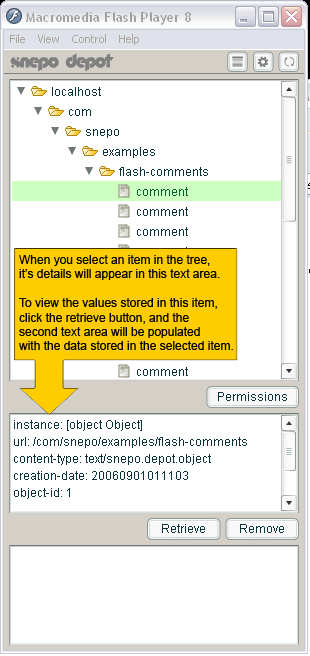 Macromedia Flash Player 8
File View Control Help
snepo depot
localhost
com
snepo
examples
flash-comments
comment
comment
comment
When you select an item in the tree,
it's details will appear in this text area.
To view the values stored in this item,
click the retrieve button, and the
second text area will be populated
with the data stored in the selected item.
comment
Permissions
instance: [object Object]
url: /com/snepo/examples/flash-comments
content-type: text/snepo.depot.object
creation-date: 20060901011103
object-id: 1
Retrieve Remove